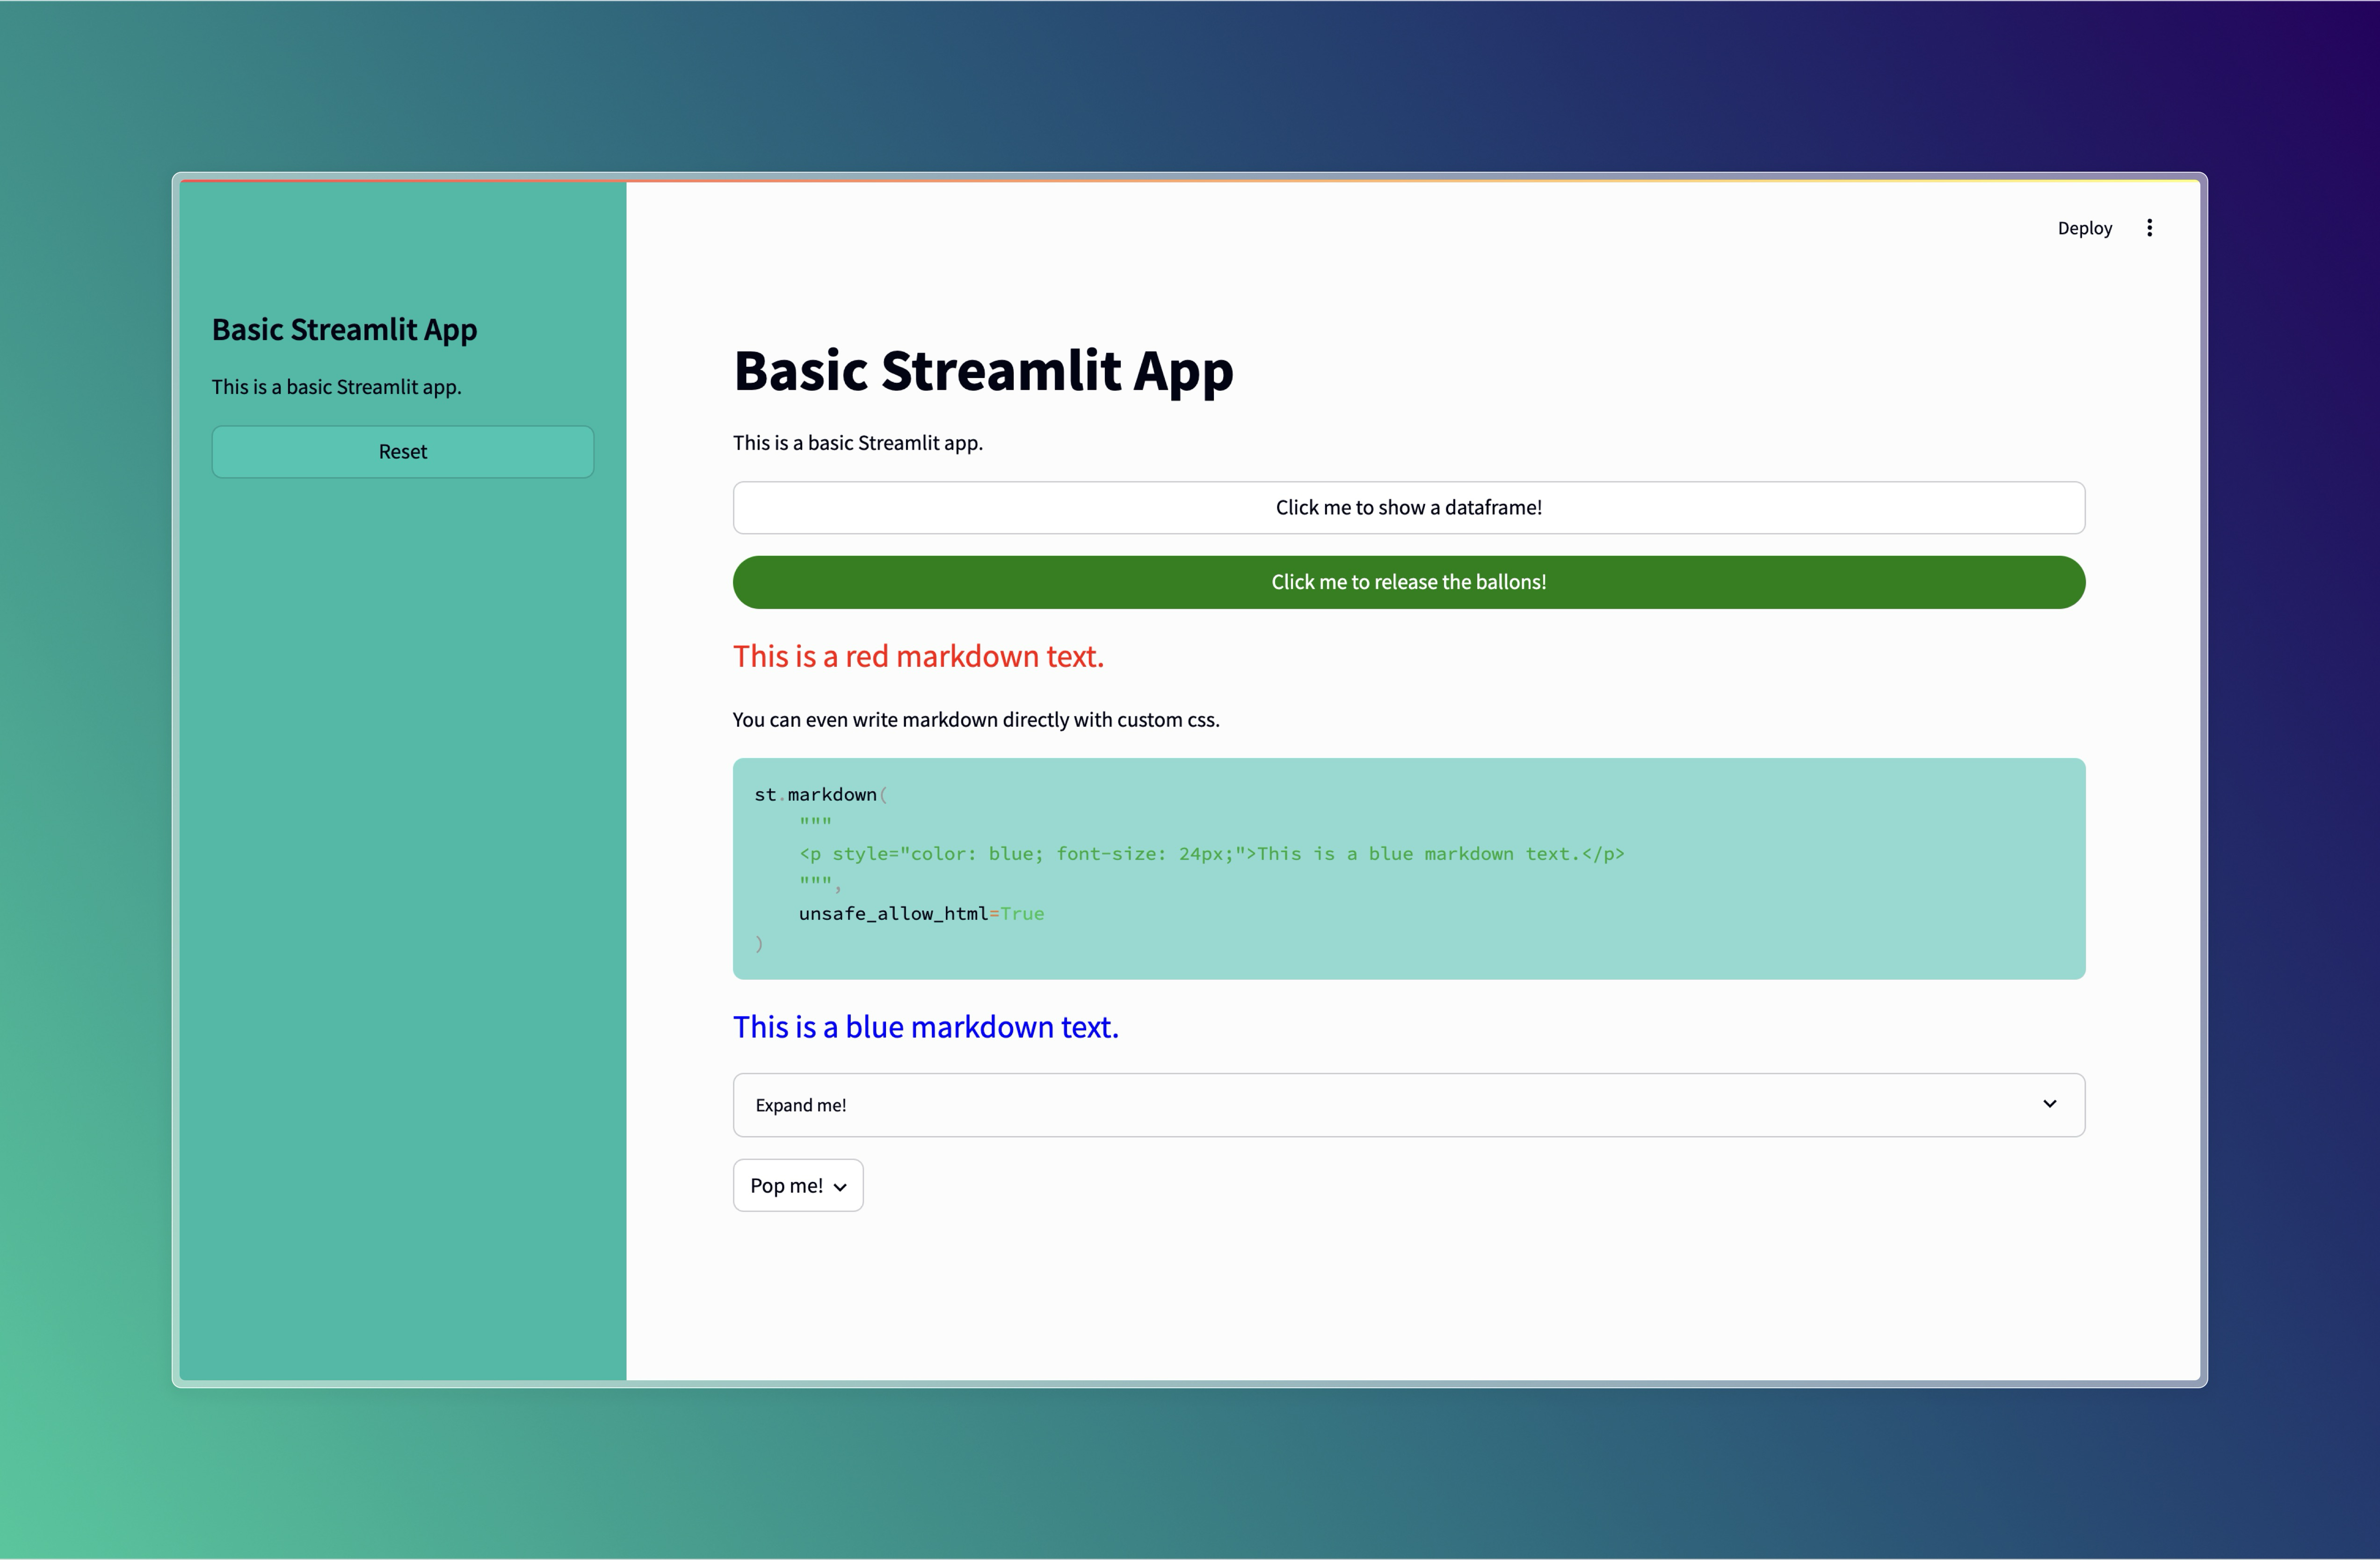 Deploy
Basic Streamlit App
This is a basic Streamlit app.
Reset
Basic Streamlit App
This is a basic Streamlit app.
Click me to show a dataframe!
Click me to release the ballons!
This is a red markdown text.
You can even write markdown directly with custom css.
st.markdown(
    """
    <p style="color: blue; font-size: 24px;">This is a blue markdown text.</p>
    """,
    unsafe_allow_html=True
)
This is a blue markdown text.
Expand me!
Pop me!